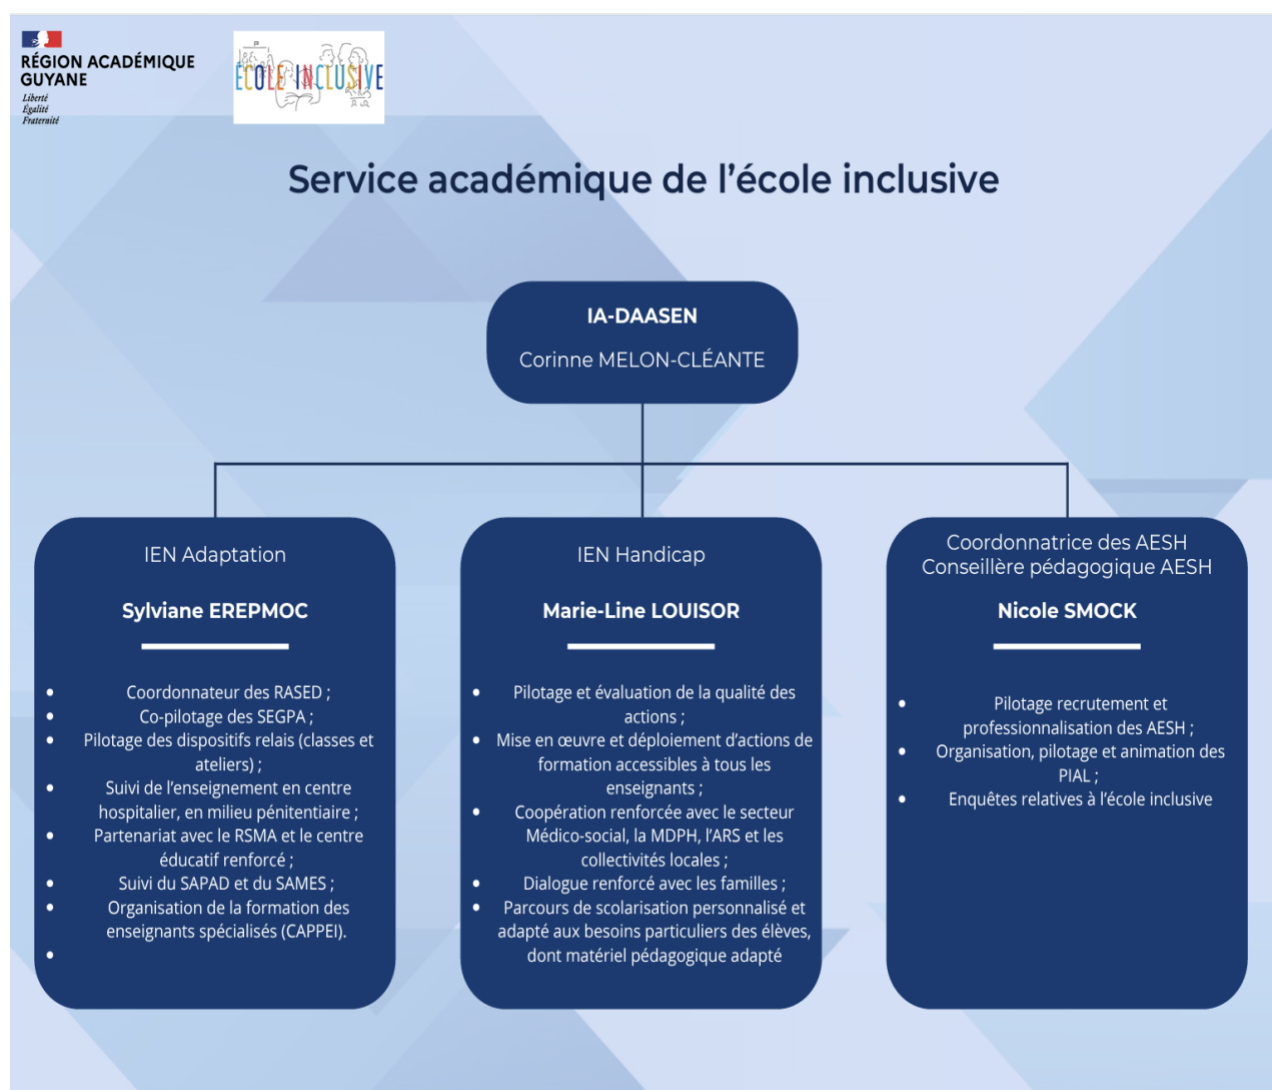 RÉGION ACADÉMIQUE
GUYANE
Liberté
Égalité
Fraternité
ÉCOLE INCLUSIVE
Service académique de l’école inclusive
IA-DAASEN
Corinne MELON-CLÉANTE
IEN Adaptation
Sylviane EREPMOC
• Coordonnateur des RASED ;
• Co-pilotage des SEGPA ;
• Pilotage des dispositifs relais (classes et
ateliers) ;
• Suivi de l’enseignement en centre
hospitalier, en milieu pénitentiaire ;
• Partenariat avec le RSMA et le centre
éducatif renforcé ;
• Suivi du SAPAD et du SAMES ;
• Organisation de la formation des
enseignants spécialisés (CAPPEI).
•
IEN Handicap
Marie-Line LOUISOR
• Pilotage et évaluation de la qualité des
actions ;
• Mise en œuvre et déploiement d’actions de
formation accessibles à tous les
enseignants ;
• Coopération renforcée avec le secteur
Médico-social, la MDPH, l’ARS et les
collectivités locales ;
• Dialogue renforcé avec les familles ;
• Parcours de scolarisation personnalisé et
adapté aux besoins particuliers des élèves,
dont matériel pédagogique adapté
Coordonnatrice des AESH
Conseillère pédagogique AESH
Nicole SMOCK
• Pilotage recrutement et
professionnalisation des AESH ;
• Organisation, pilotage et animation des
PIAL ;
• Enquêtes relatives à l’école inclusive